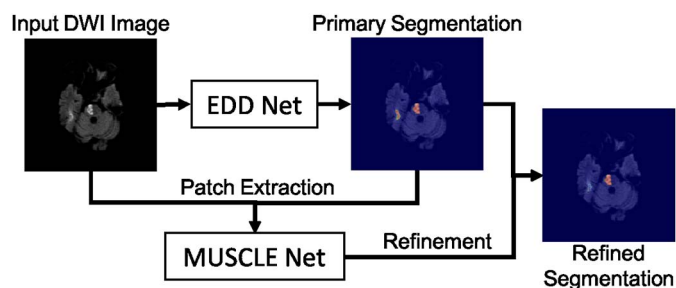 Input DWI Image
Primary Segmentation
EDD Net
Patch Extraction
MUSCLE Net
Refinement
Refined
Segmentation